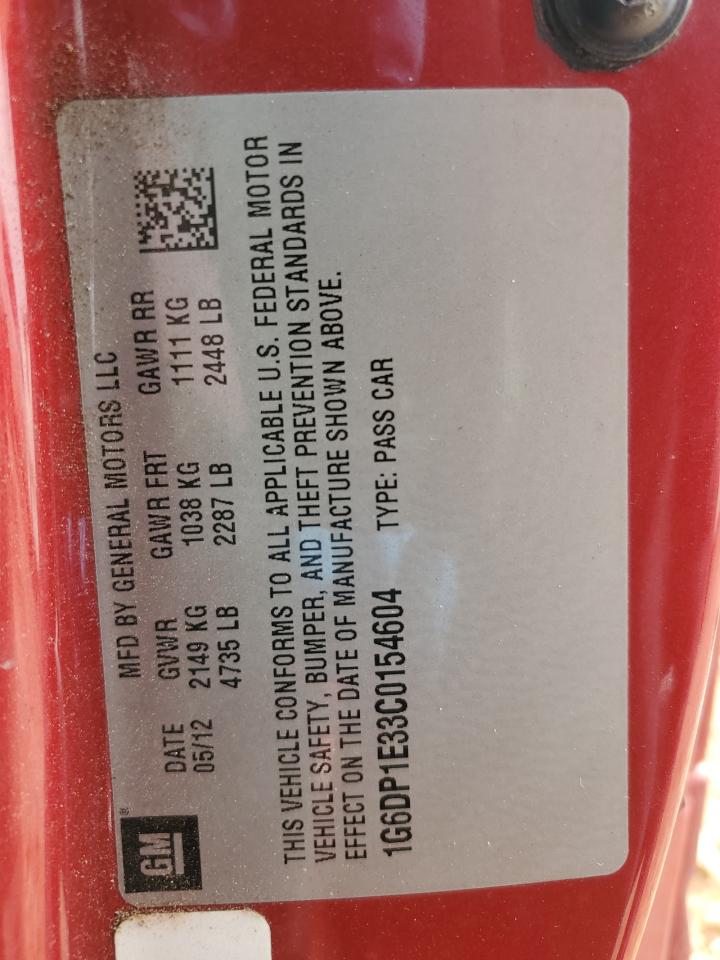 GM®
MFD BY GENERAL MOTORS LLC
DATE GVWR GAWR FRT GAWR RR
05/12 2149 KG 1038 KG 1111 KG
4735 LB 2287 LB 2448 LB
THIS VEHICLE CONFORMS TO ALL APPLICABLE U.S. FEDERAL MOTOR
VEHICLE SAFETY, BUMPER, AND THEFT PREVENTION STANDARDS IN
EFFECT ON THE DATE OF MANUFACTURE SHOWN ABOVE.
1G6DP1E33C0154604 TYPE: PASS CAR